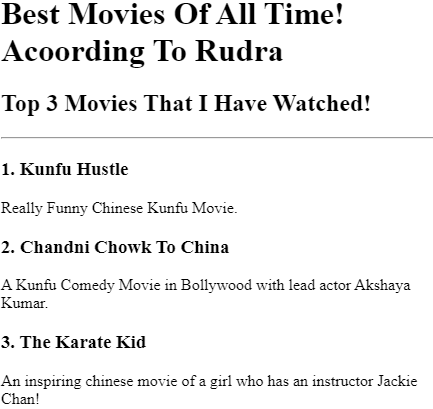 Best Movies Of All Time!
Acoording To Rudra
Top 3 Movies That I Have Watched!
1. Kunfu Hustle
Really Funny Chinese Kunfu Movie.
2. Chandni Chowk To China
A Kunfu Comedy Movie in Bollywood with lead actor Akshaya
Kumar.
3. The Karate Kid
An inspiring chinese movie of a girl who has an instructor Jackie
Chan!